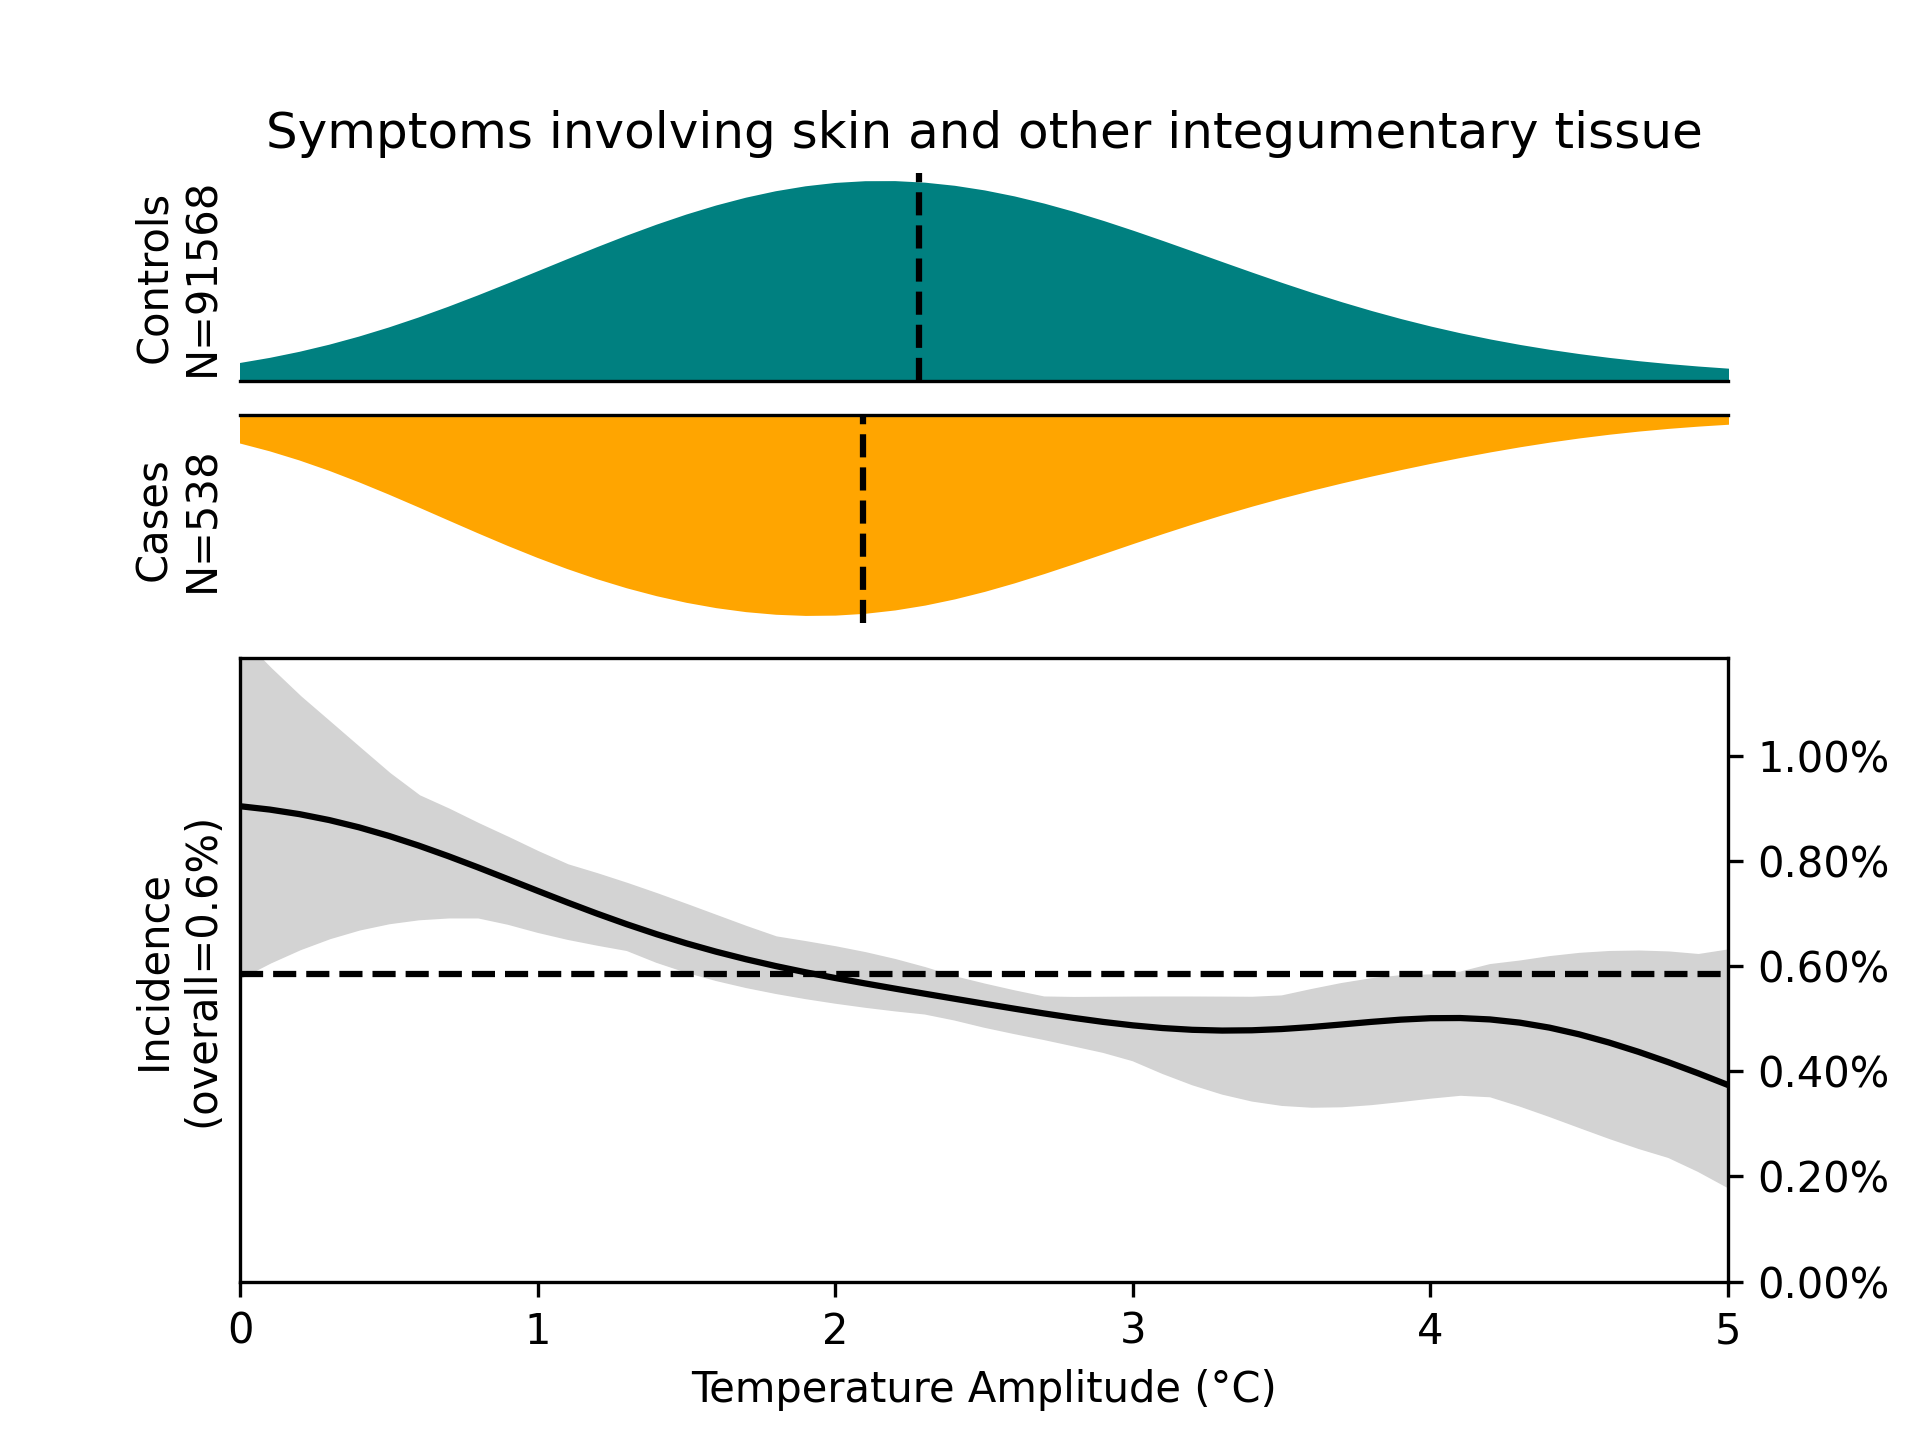 Symptoms involving skin and other integumentary tissue
Controls
N=91568
Cases
N=538
Incidence
(overall=0.6%)
1.00%
0.80%
0.60%
0.40%
0.20%
0.00%
0 1 2 3 4 5
Temperature Amplitude (°C)